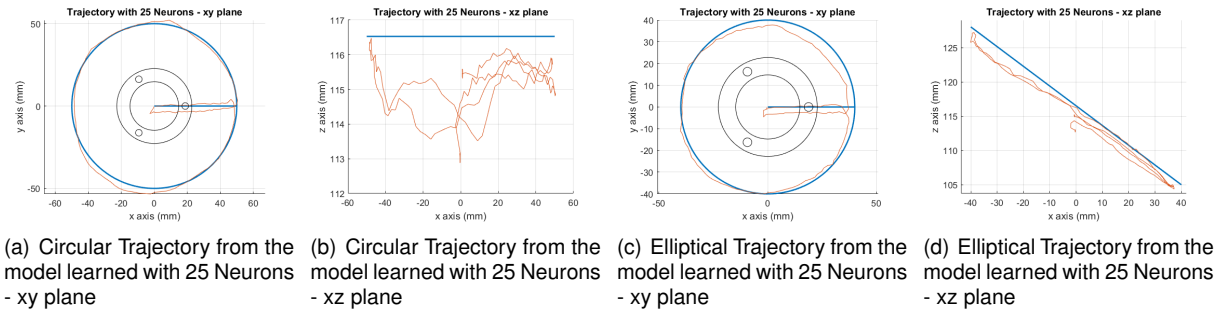 Trajectory with 25 Neurons - xy plane
50
0
-50
y axis (mm)
-60
-40
-20
0
20
40
60
x axis (mm)
Trajectory with 25 Neurons - xz plane
117
116
115
114
113
112
z axis (mm)
-60
-40
-20
0
20
40
60
x axis (mm)
Trajectory with 25 Neurons - xy plane
40
30
20
10
0
-10
-20
-30
-40
y axis (mm)
-50
0
50
x axis (mm)
Trajectory with 25 Neurons - xz plane
125
120
115
110
105
z axis (mm)
-40
-30
-20
-10
0
10
20
30
40
x axis (mm)
(a) Circular Trajectory from the
model learned with 25 Neurons
- xy plane
(b) Circular Trajectory from the
model learned with 25 Neurons
- xz plane
(c) Elliptical Trajectory from the
model learned with 25 Neurons
- xy plane
(d) Elliptical Trajectory from the
model learned with 25 Neurons
- xz plane